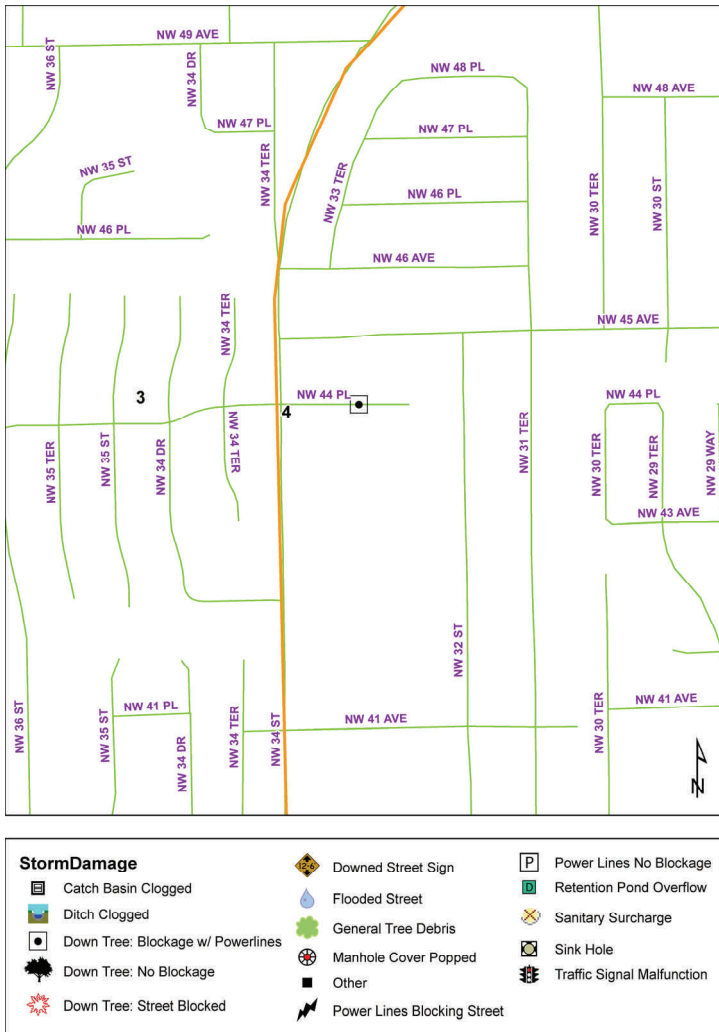 NW 49 AVE
NW 36 ST
NW 34 DR
NW 48 PL
NW 48 AVE
NW 47 PL
NW 47 PL
NW 34 TER
NW 35 ST
NW 33 TER
NW 46 PL
NW 30 TER
NW 30 ST
NW 46 PL
NW 46 AVE
NW 34 TER
NW 45 AVE
3
NW 44 PL
4
NW 44 PL
NW 34 TER
NW 31 TER
NW 35 TER
NW 35 ST
NW 34 DR
NW 30 TER
NW 29 TER
NW 29 WAY
NW 43 AVE
NW 32 ST
NW 36 ST
NW 35 ST
NW 41 PL
NW 34 DR
NW 34 TER
NW 34 ST
NW 41 AVE
NW 30 TER
NW 41 AVE
N
StormDamage
Catch Basin Clogged
Ditch Clogged
Down Tree: Blockage w/ Powerlines
Down Tree: No Blockage
Down Tree: Street Blocked
12-6
Downed Street Sign
Flooded Street
General Tree Debris
Manhole Cover Popped
Other
Power Lines Blocking Street
P
Power Lines No Blockage
D
Retention Pond Overflow
Sanitary Surcharge
Sink Hole
Traffic Signal Malfunction